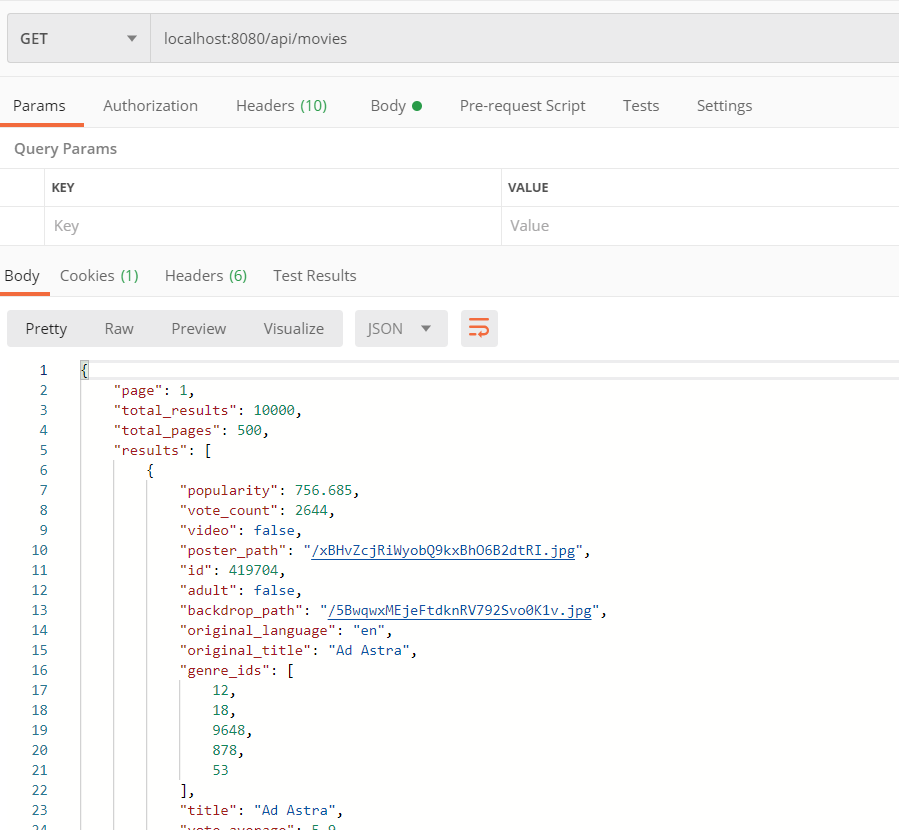 GET localhost:8080/api/movies
Params Authorization Headers (10) Body Pre-request Script Tests Settings
Query Params
KEY VALUE
Key Value
Body Cookies (1) Headers (6) Test Results
Pretty Raw Preview Visualize JSON
1 {
2 "page": 1,
3 "total_results": 10000,
4 "total_pages": 500,
5 "results": [
6 {
7 "popularity": 756.685,
8 "vote_count": 2644,
9 "video": false,
10 "poster_path": "/xBHvZcjRiWyobQ9kxBhO6B2dtRI.jpg",
11 "id": 419704,
12 "adult": false,
13 "backdrop_path": "/5BwqwxMEjeFtdknRV792Svo0K1v.jpg",
14 "original_language": "en",
15 "original_title": "Ad Astra",
16 "genre_ids": [
17 12,
18 18,
19 9648,
20 878,
21 53
22 ],
23 "title": "Ad Astra",
24 "vote_average": 5.9